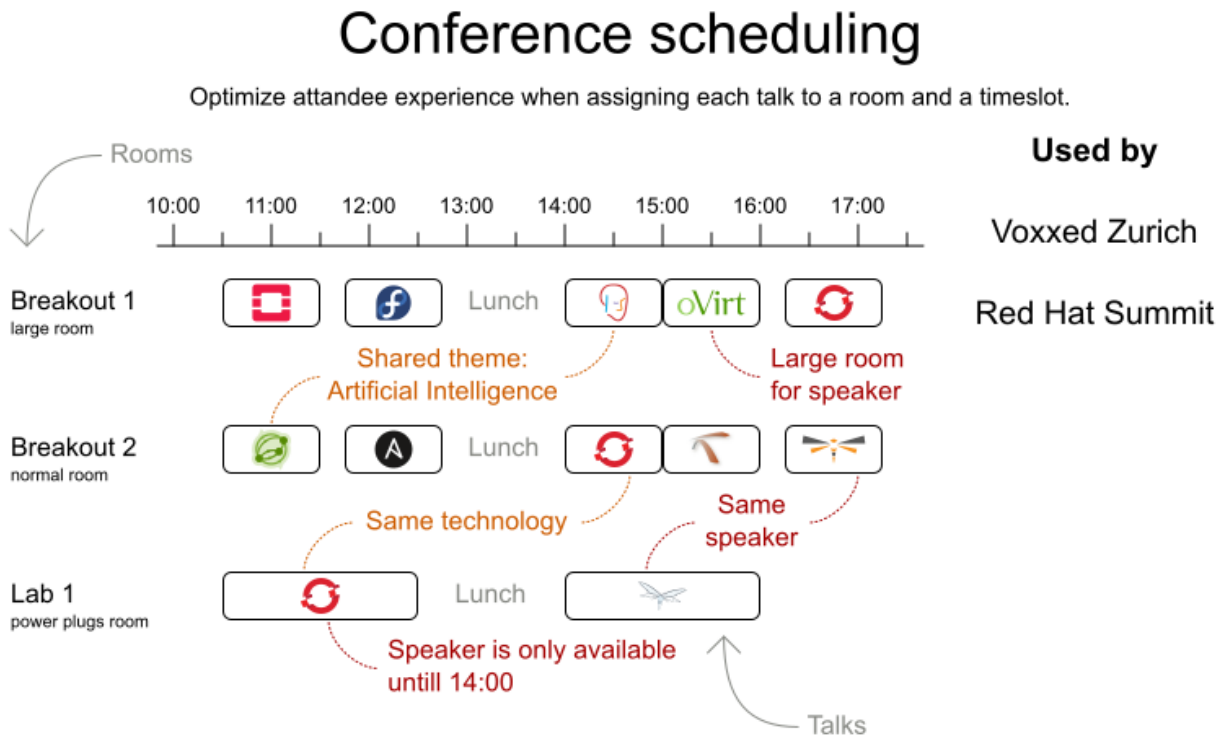 Conference scheduling
Optimize attandee experience when assigning each talk to a room and a timeslot.
Rooms
Used by
10:00 11:00 12:00 13:00 14:00 15:00 16:00 17:00
Voxxed Zurich
Red Hat Summit
Breakout 1
large room
Lunch
oVirt
Shared theme:
Artificial Intelligence
Large room
for speaker
Breakout 2
normal room
Lunch
Same technology
Same
speaker
Lab 1
power plugs room
Lunch
Speaker is only available
untill 14:00
Talks